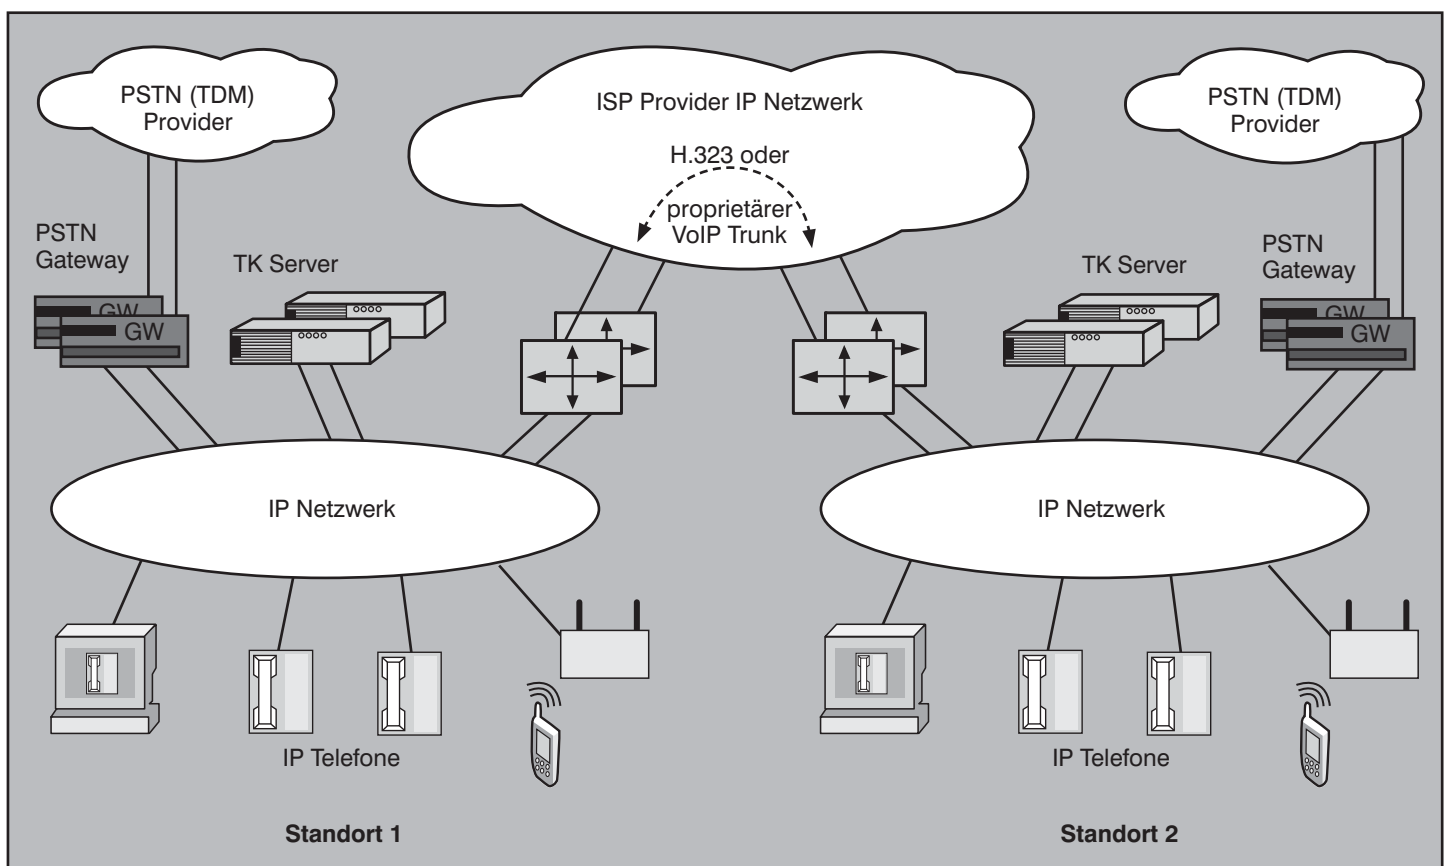 PSTN (TDM)
Provider
ISP Provider IP Netzwerk
H.323 oder
proprietärer
VoIP Trunk
PSTN (TDM)
Provider
PSTN
Gateway
TK Server
TK Server
PSTN
Gateway
GW
GW
GW
GW
IP Netzwerk
IP Netzwerk
IP Telefone
IP Telefone
Standort 1
Standort 2